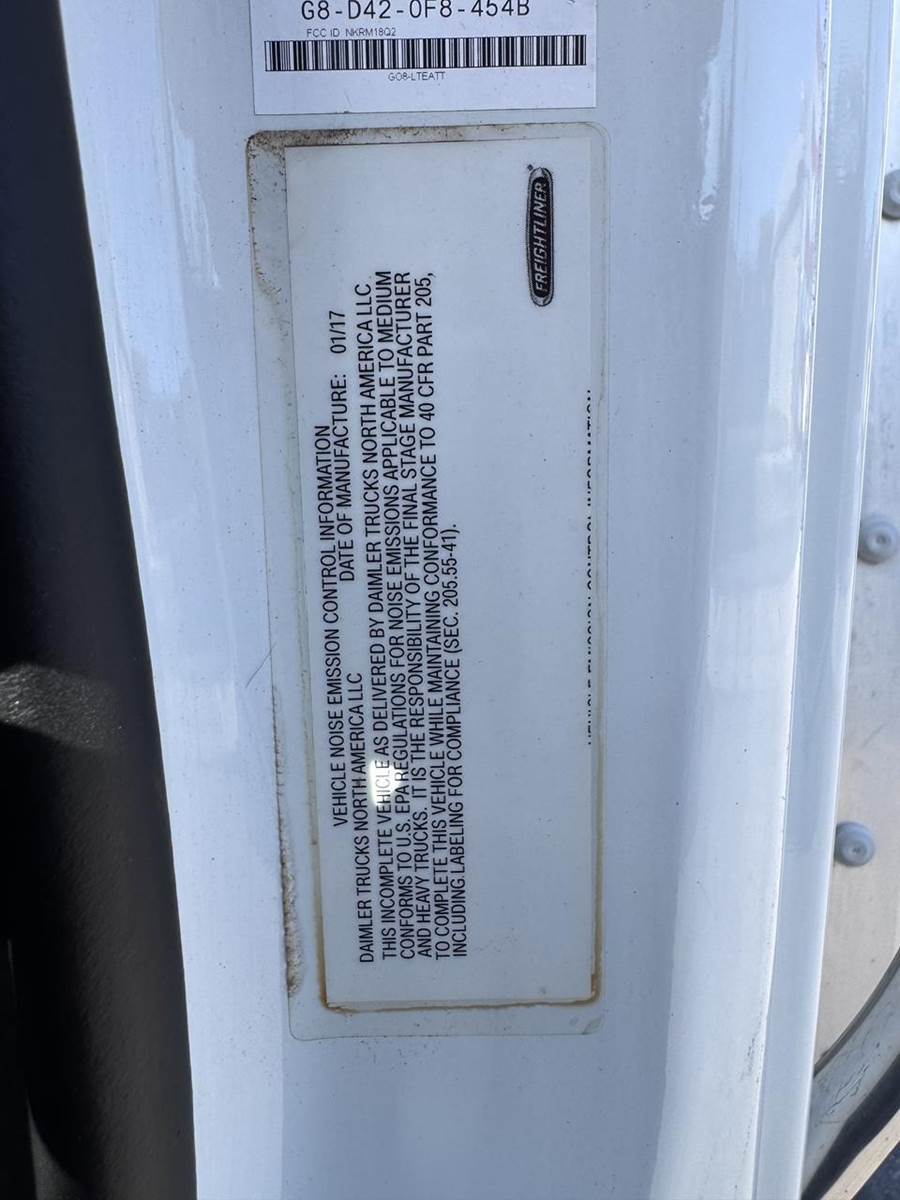 G8-D42-0F8-454B
FCC ID NKRM18Q2
GO8-LTEATT
FREIGHTLINER
VEHICLE NOISE EMISSION CONTROL INFORMATION
DAIMLER TRUCKS NORTH AMERICA LLC DATE OF MANUFACTURE: 01/17
THIS INCOMPLETE VEHICLE AS DELIVERED BY DAIMLER TRUCKS NORTH AMERICA LLC
CONFORMS TO U.S. EPA REGULATIONS FOR NOISE EMISSIONS APPLICABLE TO MEDIUM
AND HEAVY TRUCKS. IT IS THE RESPONSIBILITY OF THE FINAL STAGE MANUFACTURER
TO COMPLETE THIS VEHICLE WHILE MAINTAINING CONFORMANCE TO 40 CFR PART 205,
INCLUDING LABELING FOR COMPLIANCE (SEC. 205.55-41).